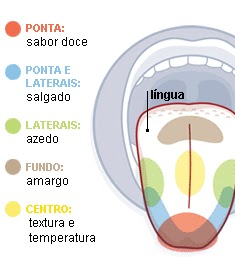 PONTA:
sabor doce
PONTA E
LATERAIS:
salgado
língua
LATERAIS:
azedo
FUNDO:
amargo
CENTRO:
textura e
temperatura